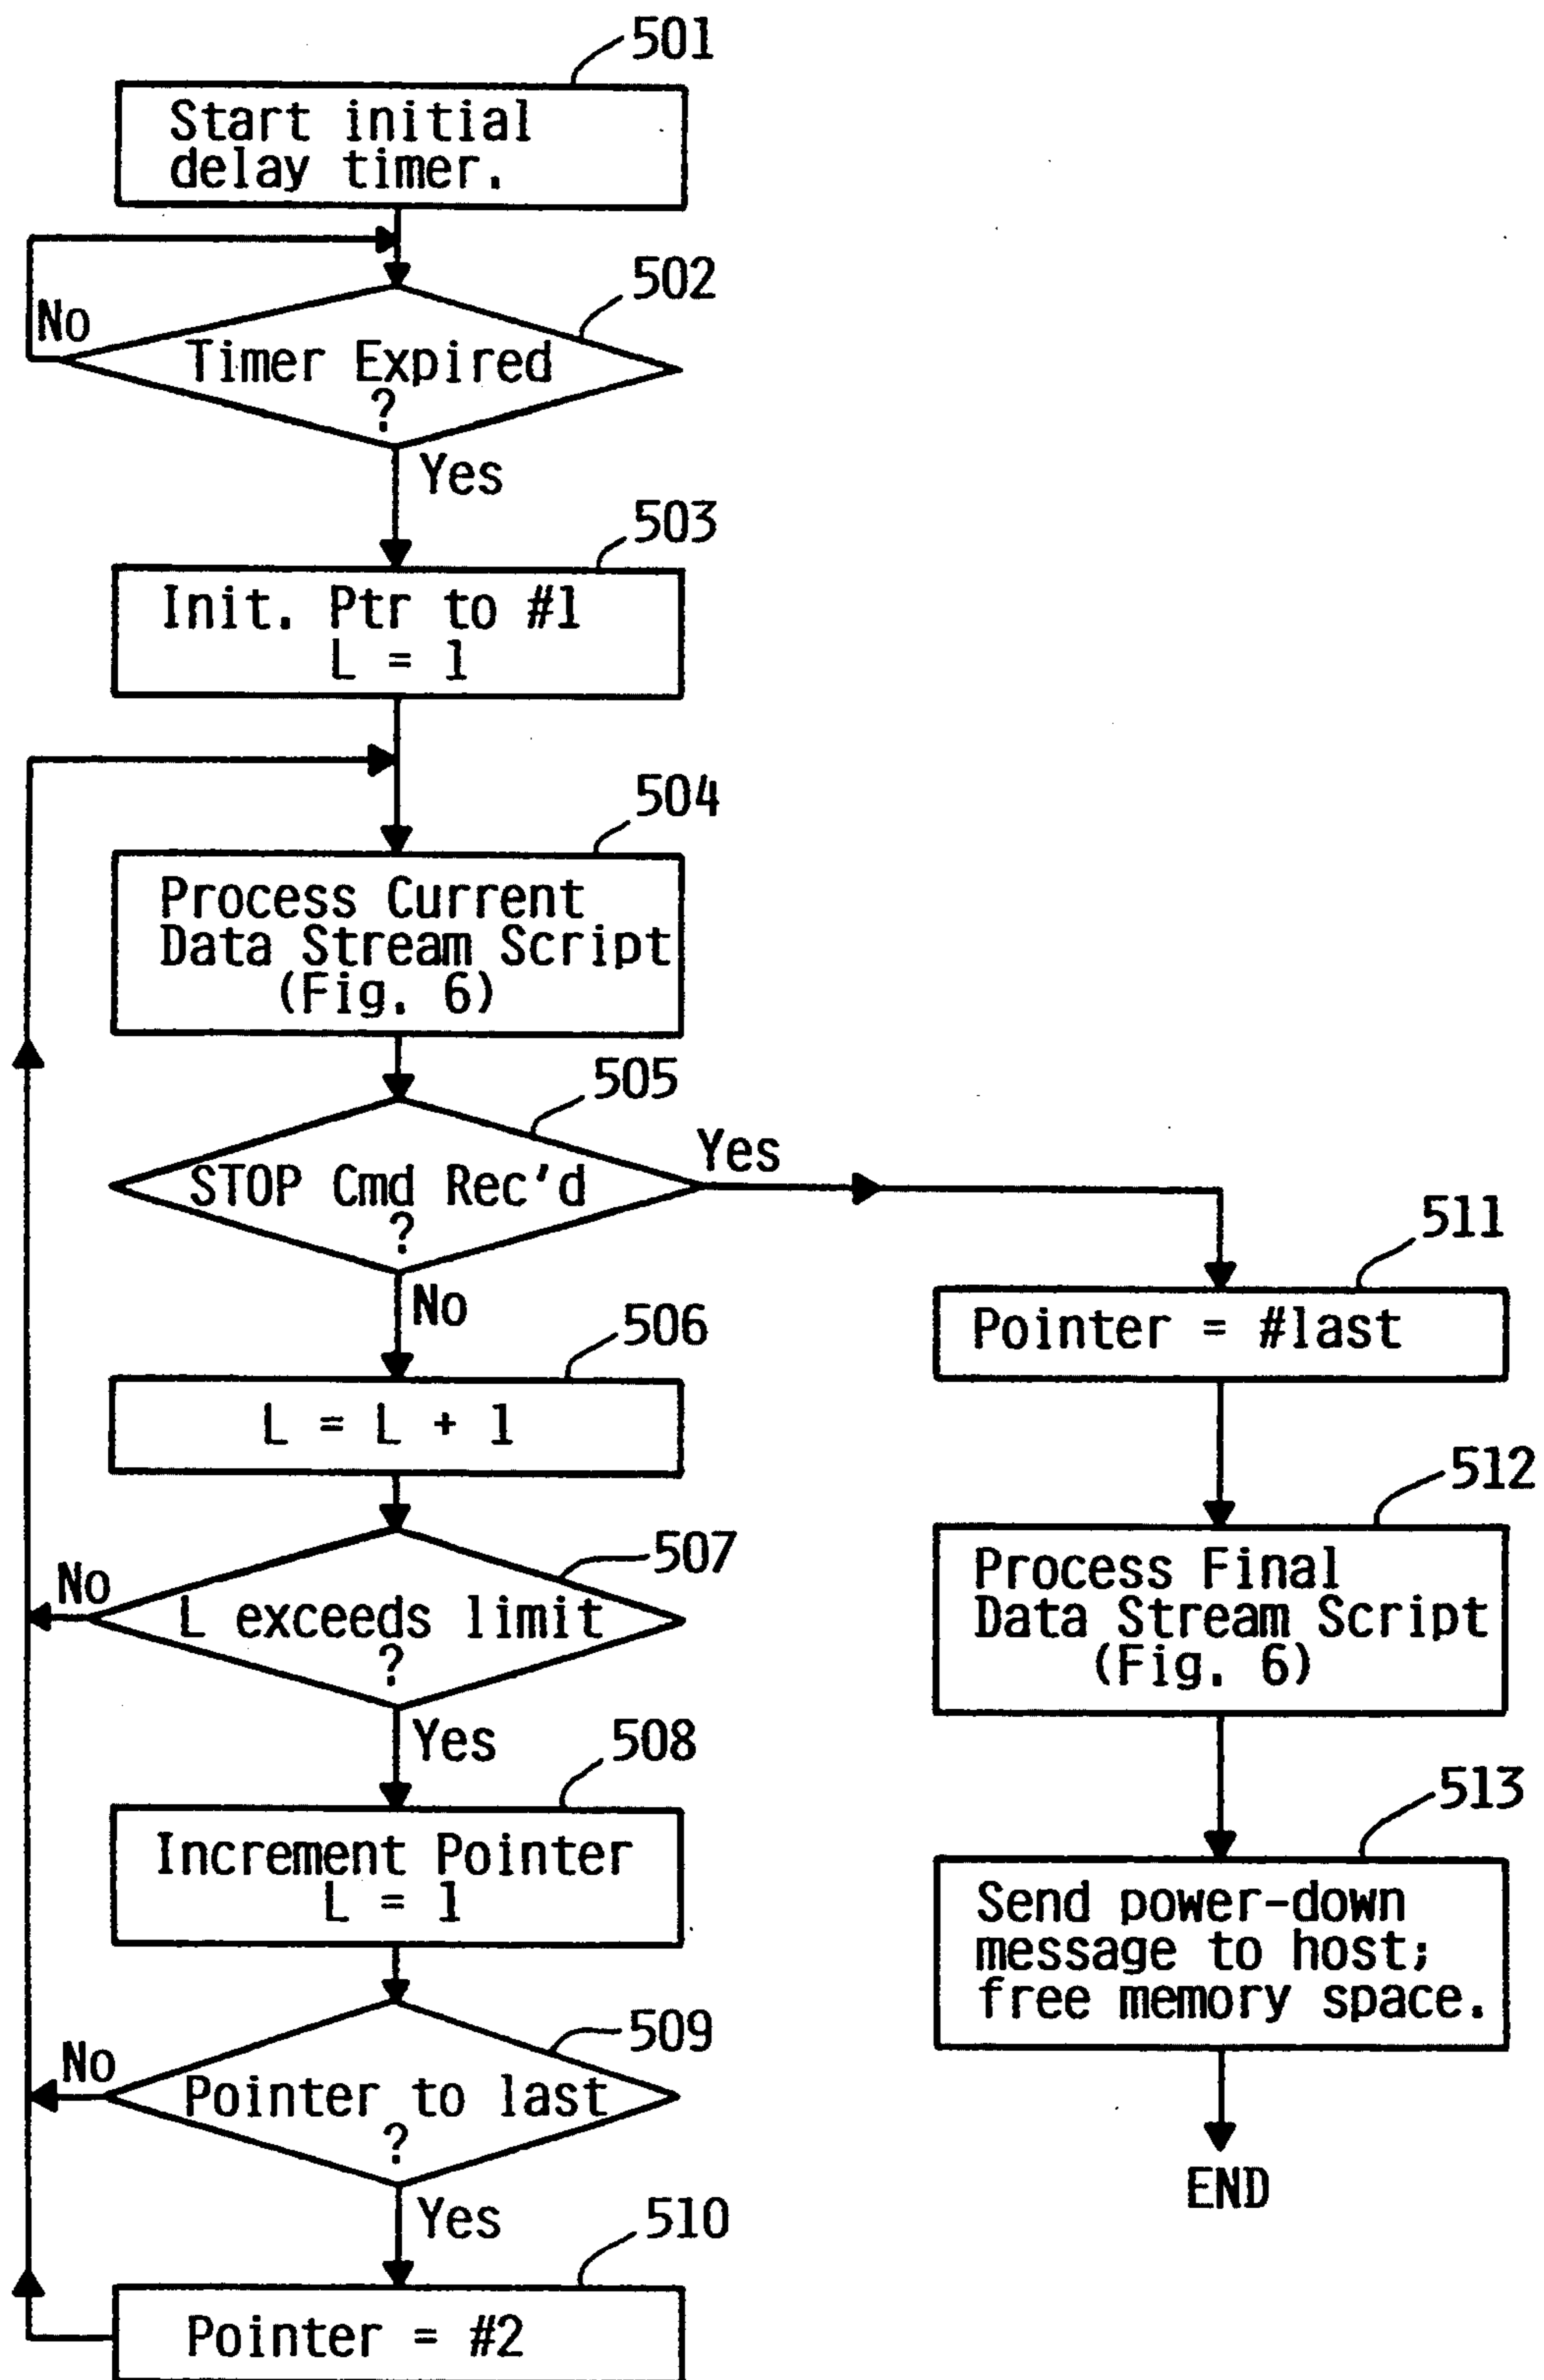 501
Start initial
delay timer.
502
No
Timer Expired
?
Yes
503
Init. Ptr to #1
L = 1
504
Process Current
Data Stream Script
(Fig. 6)
505
STOP Cmd Rec'd
?
Yes
No
506
L = L + 1
507
No
L exceeds limit
?
Yes
508
Increment Pointer
L = 1
509
No
Pointer to last
?
Yes
510
Pointer = #2
511
Pointer = #last
512
Process Final
Data Stream Script
(Fig. 6)
513
Send power-down
message to host;
free memory space.
END